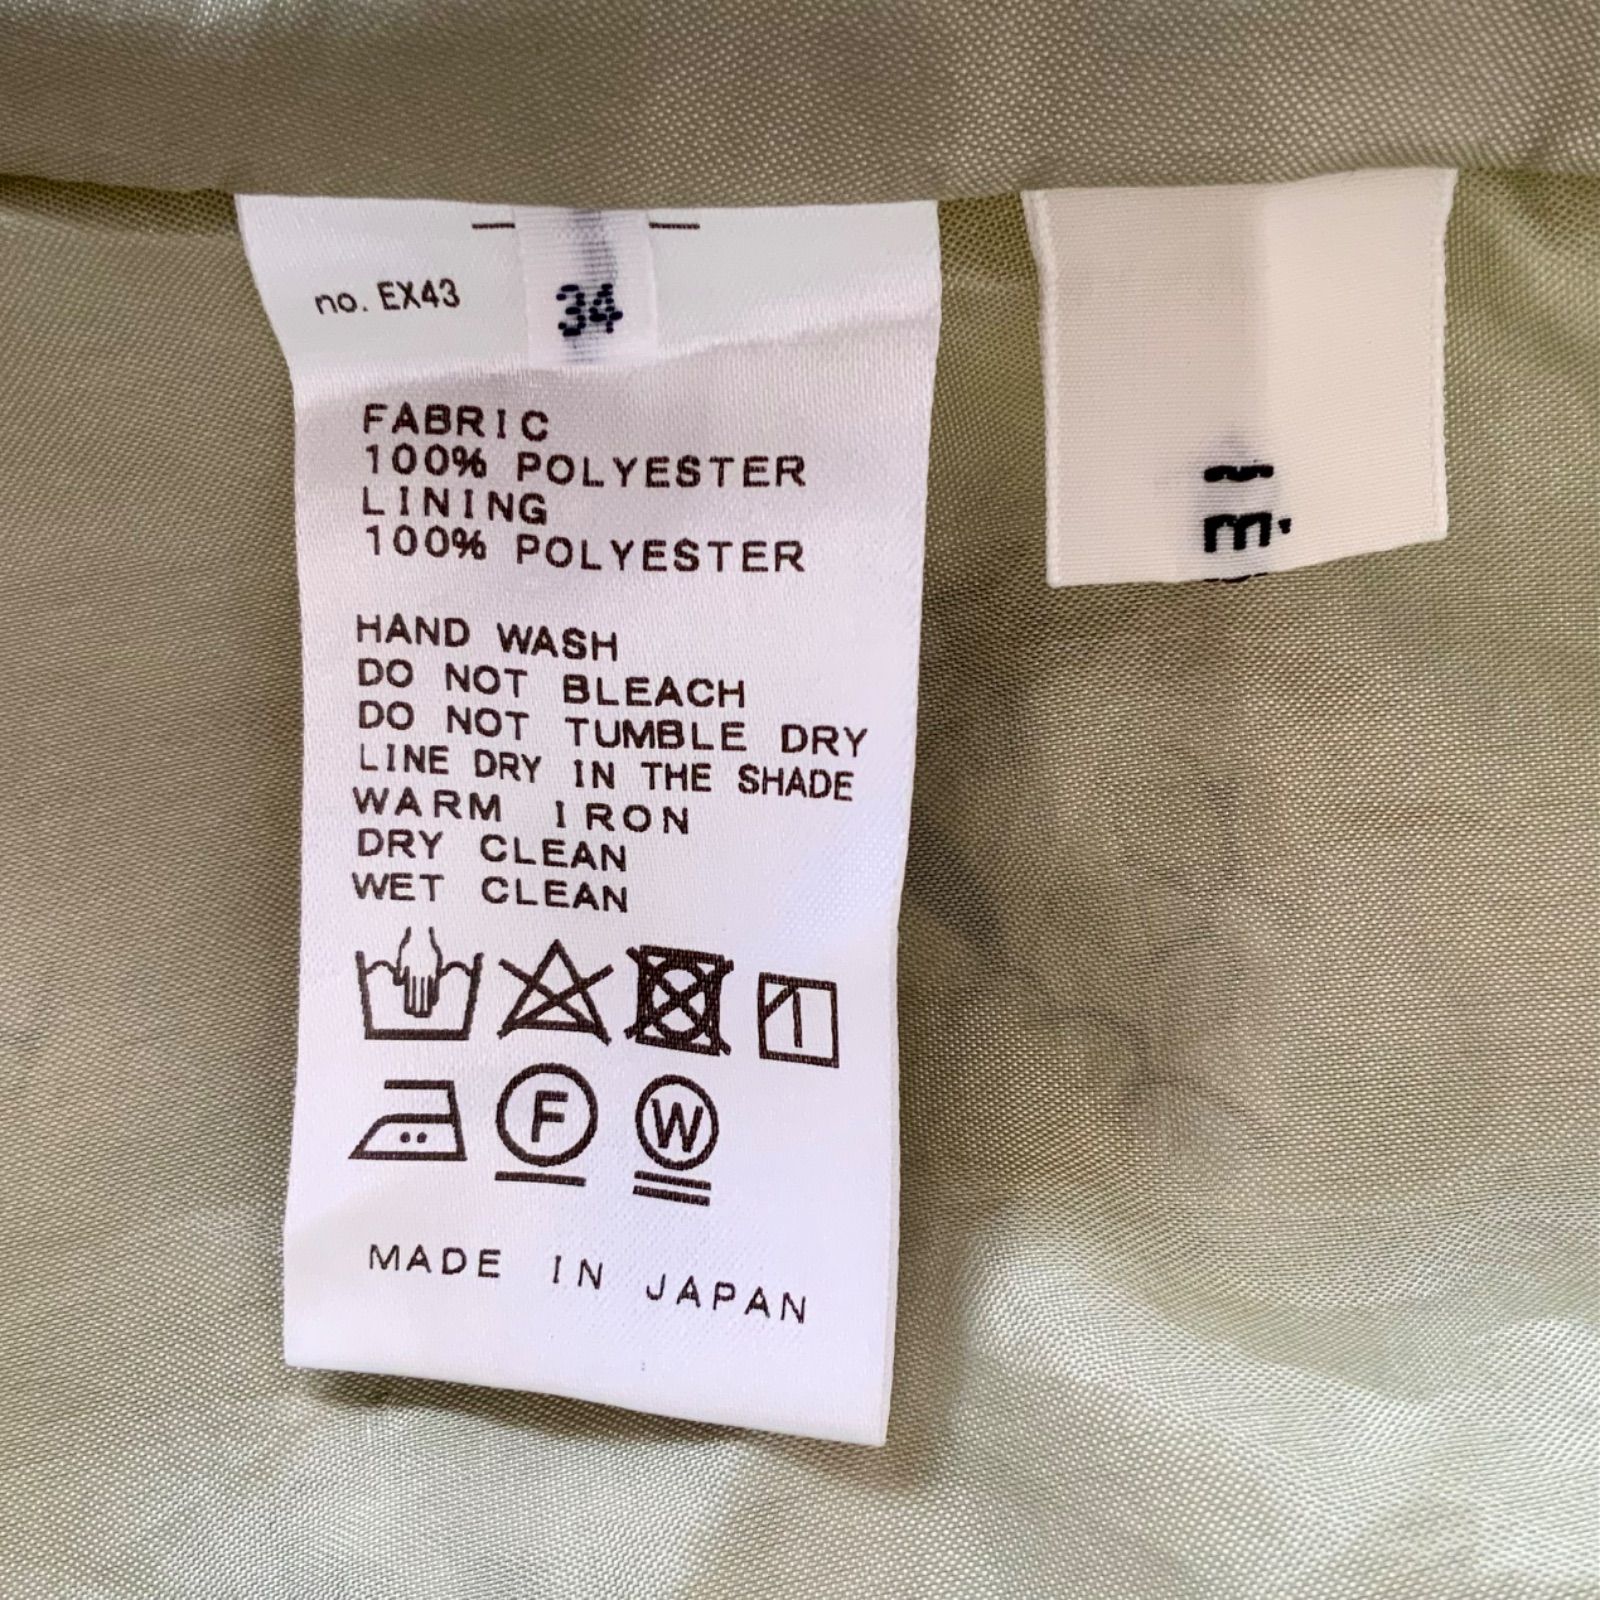 no. EX43
34
FABRIC
100% POLYESTER
LINING
100% POLYESTER
HAND WASH
DO NOT BLEACH
DO NOT TUMBLE DRY
LINE DRY IN THE SHADE
WARM IRON
DRY CLEAN
WET CLEAN
F W
MADE IN JAPAN